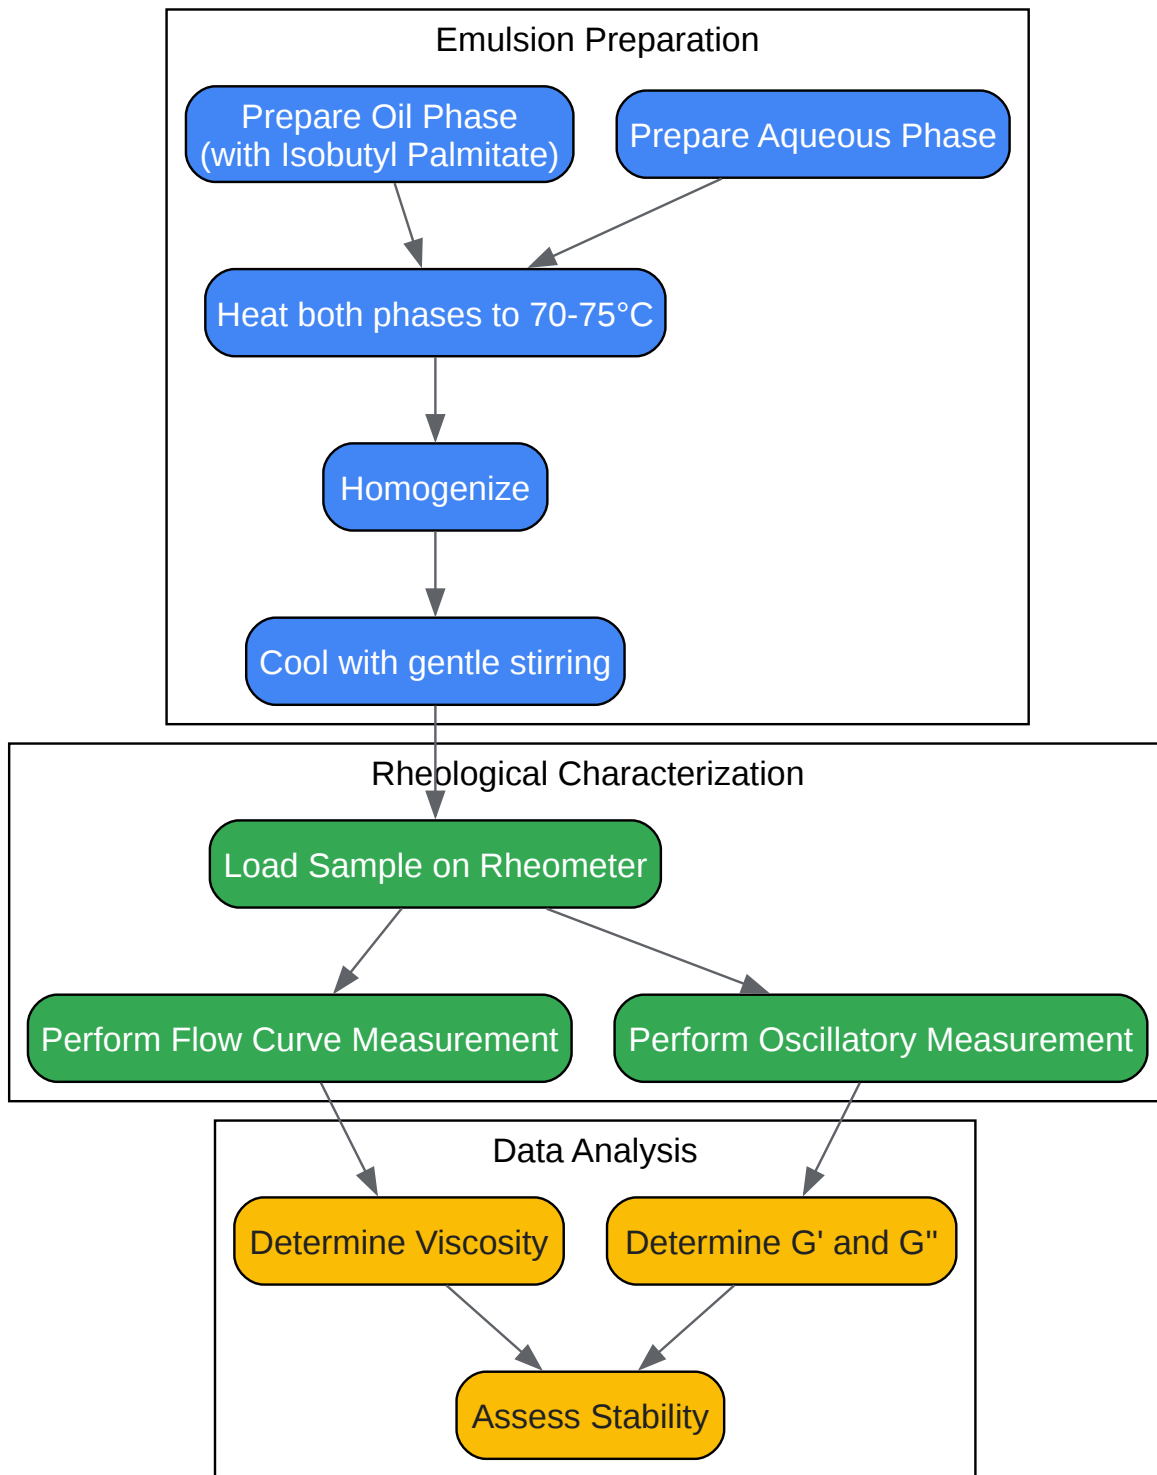 Emulsion Preparation
Prepare Oil Phase
(with Isobutyl Palmitate)
Prepare Aqueous Phase
Heat both phases to 70-75°C
Homogenize
Cool with gentle stirring
Rheological Characterization
Load Sample on Rheometer
Perform Flow Curve Measurement
Perform Oscillatory Measurement
Data Analysis
Determine Viscosity
Determine G' and G"
Assess Stability